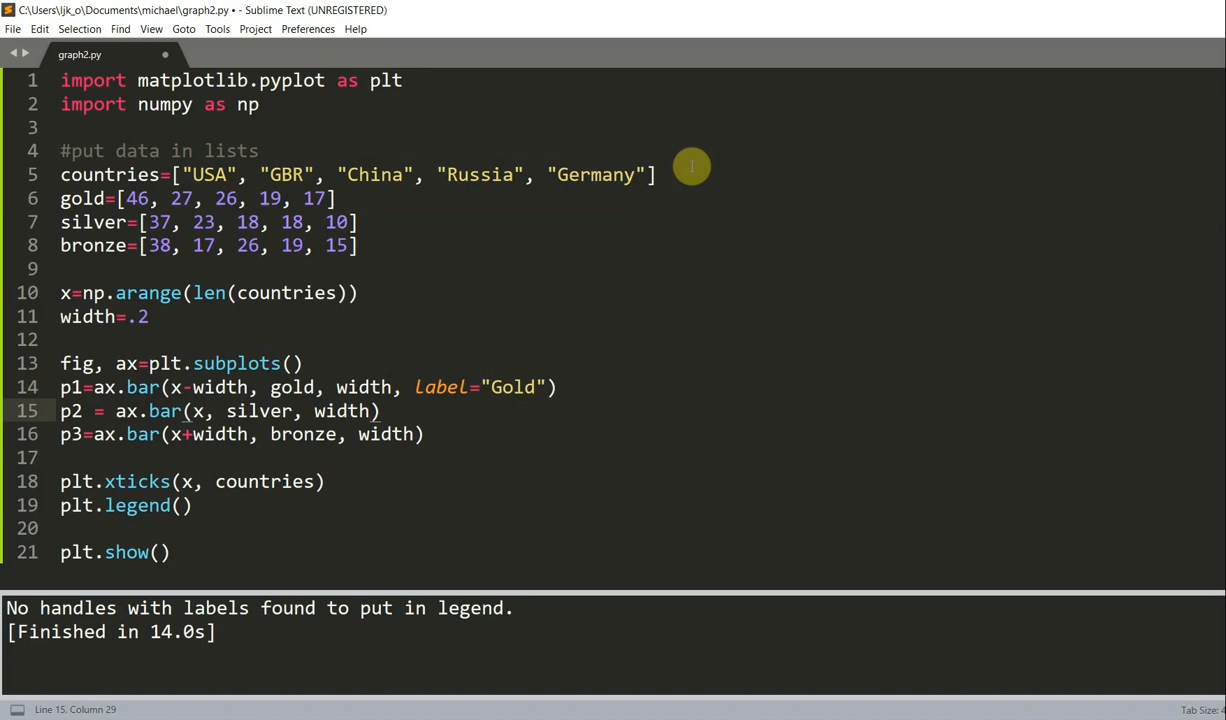 C:\Users\ljk_o\Documents\michael\graph2.py • - Sublime Text (UNREGISTERED)
File Edit Selection Find View Goto Tools Project Preferences Help
graph2.py
1 import matplotlib.pyplot as plt
2 import numpy as np
3
4 #put data in lists
5 countries=["USA", "GBR", "China", "Russia", "Germany"]
6 gold=[46, 27, 26, 19, 17]
7 silver=[37, 23, 18, 18, 10]
8 bronze=[38, 17, 26, 19, 15]
9
10 x=np.arange(len(countries))
11 width=.2
12
13 fig, ax=plt.subplots()
14 p1=ax.bar(x-width, gold, width, label="Gold")
15 p2 = ax.bar(x, silver, width)
16 p3=ax.bar(x+width, bronze, width)
17
18 plt.xticks(x, countries)
19 plt.legend()
20
21 plt.show()
No handles with labels found to put in legend.
[Finished in 14.0s]
Line 15, Column 29 Tab Size: 4